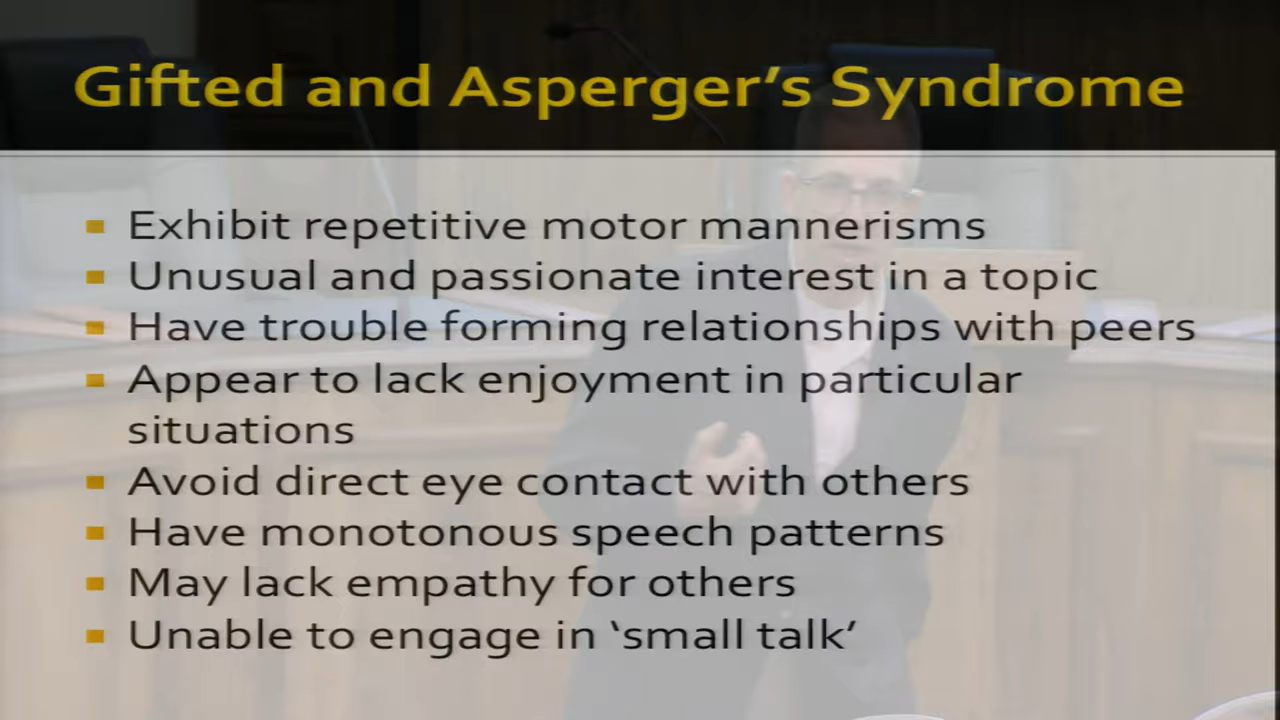 Gifted and Asperger’s Syndrome
Exhibit repetitive motor mannerisms
Unusual and passionate interest in a topic
Have trouble forming relationships with peers
Appear to lack enjoyment in particular
situations
Avoid direct eye contact with others
Have monotonous speech patterns
May lack empathy for others
Unable to engage in ‘small talk’